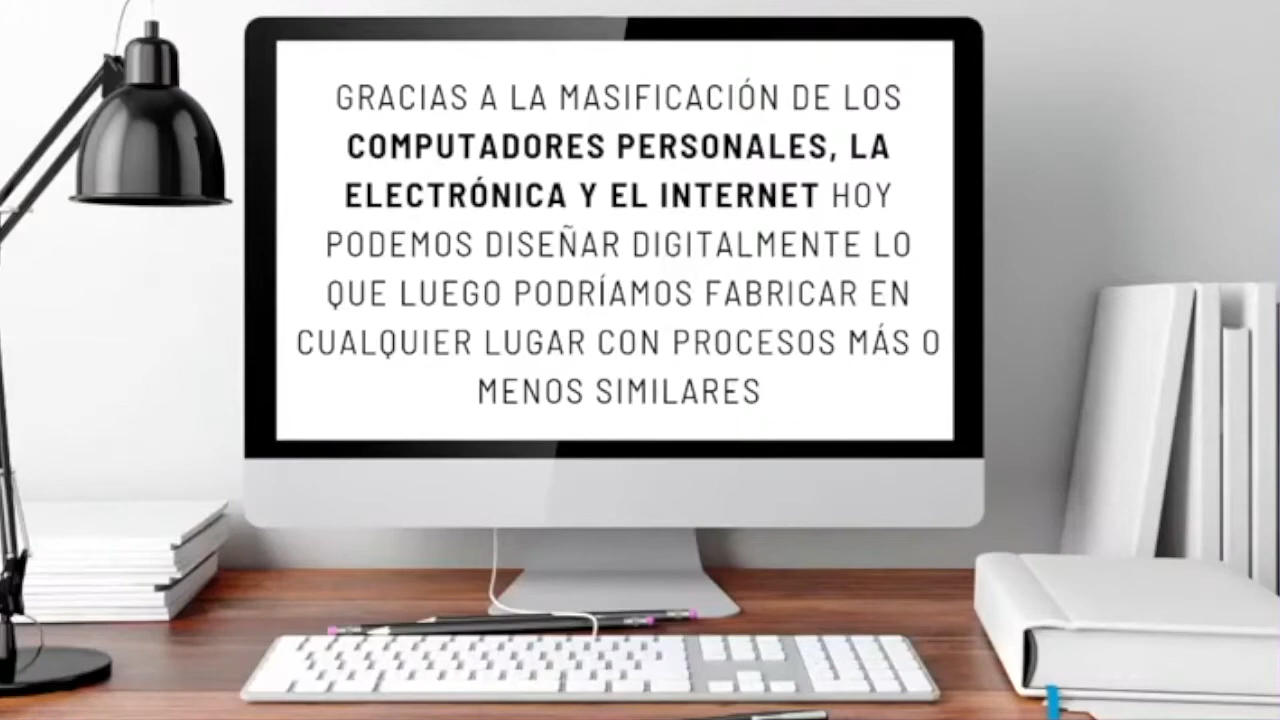 GRACIAS A LA MASIFICACIÓN DE LOS
COMPUTADORES PERSONALES, LA
ELECTRÓNICA Y EL INTERNET HOY
PODEMOS DISEÑAR DIGITALMENTE LO
QUE LUEGO PODRÍAMOS FABRICAR EN
CUALQUIER LUGAR CON PROCESOS MÁS O
MENOS SIMILARES